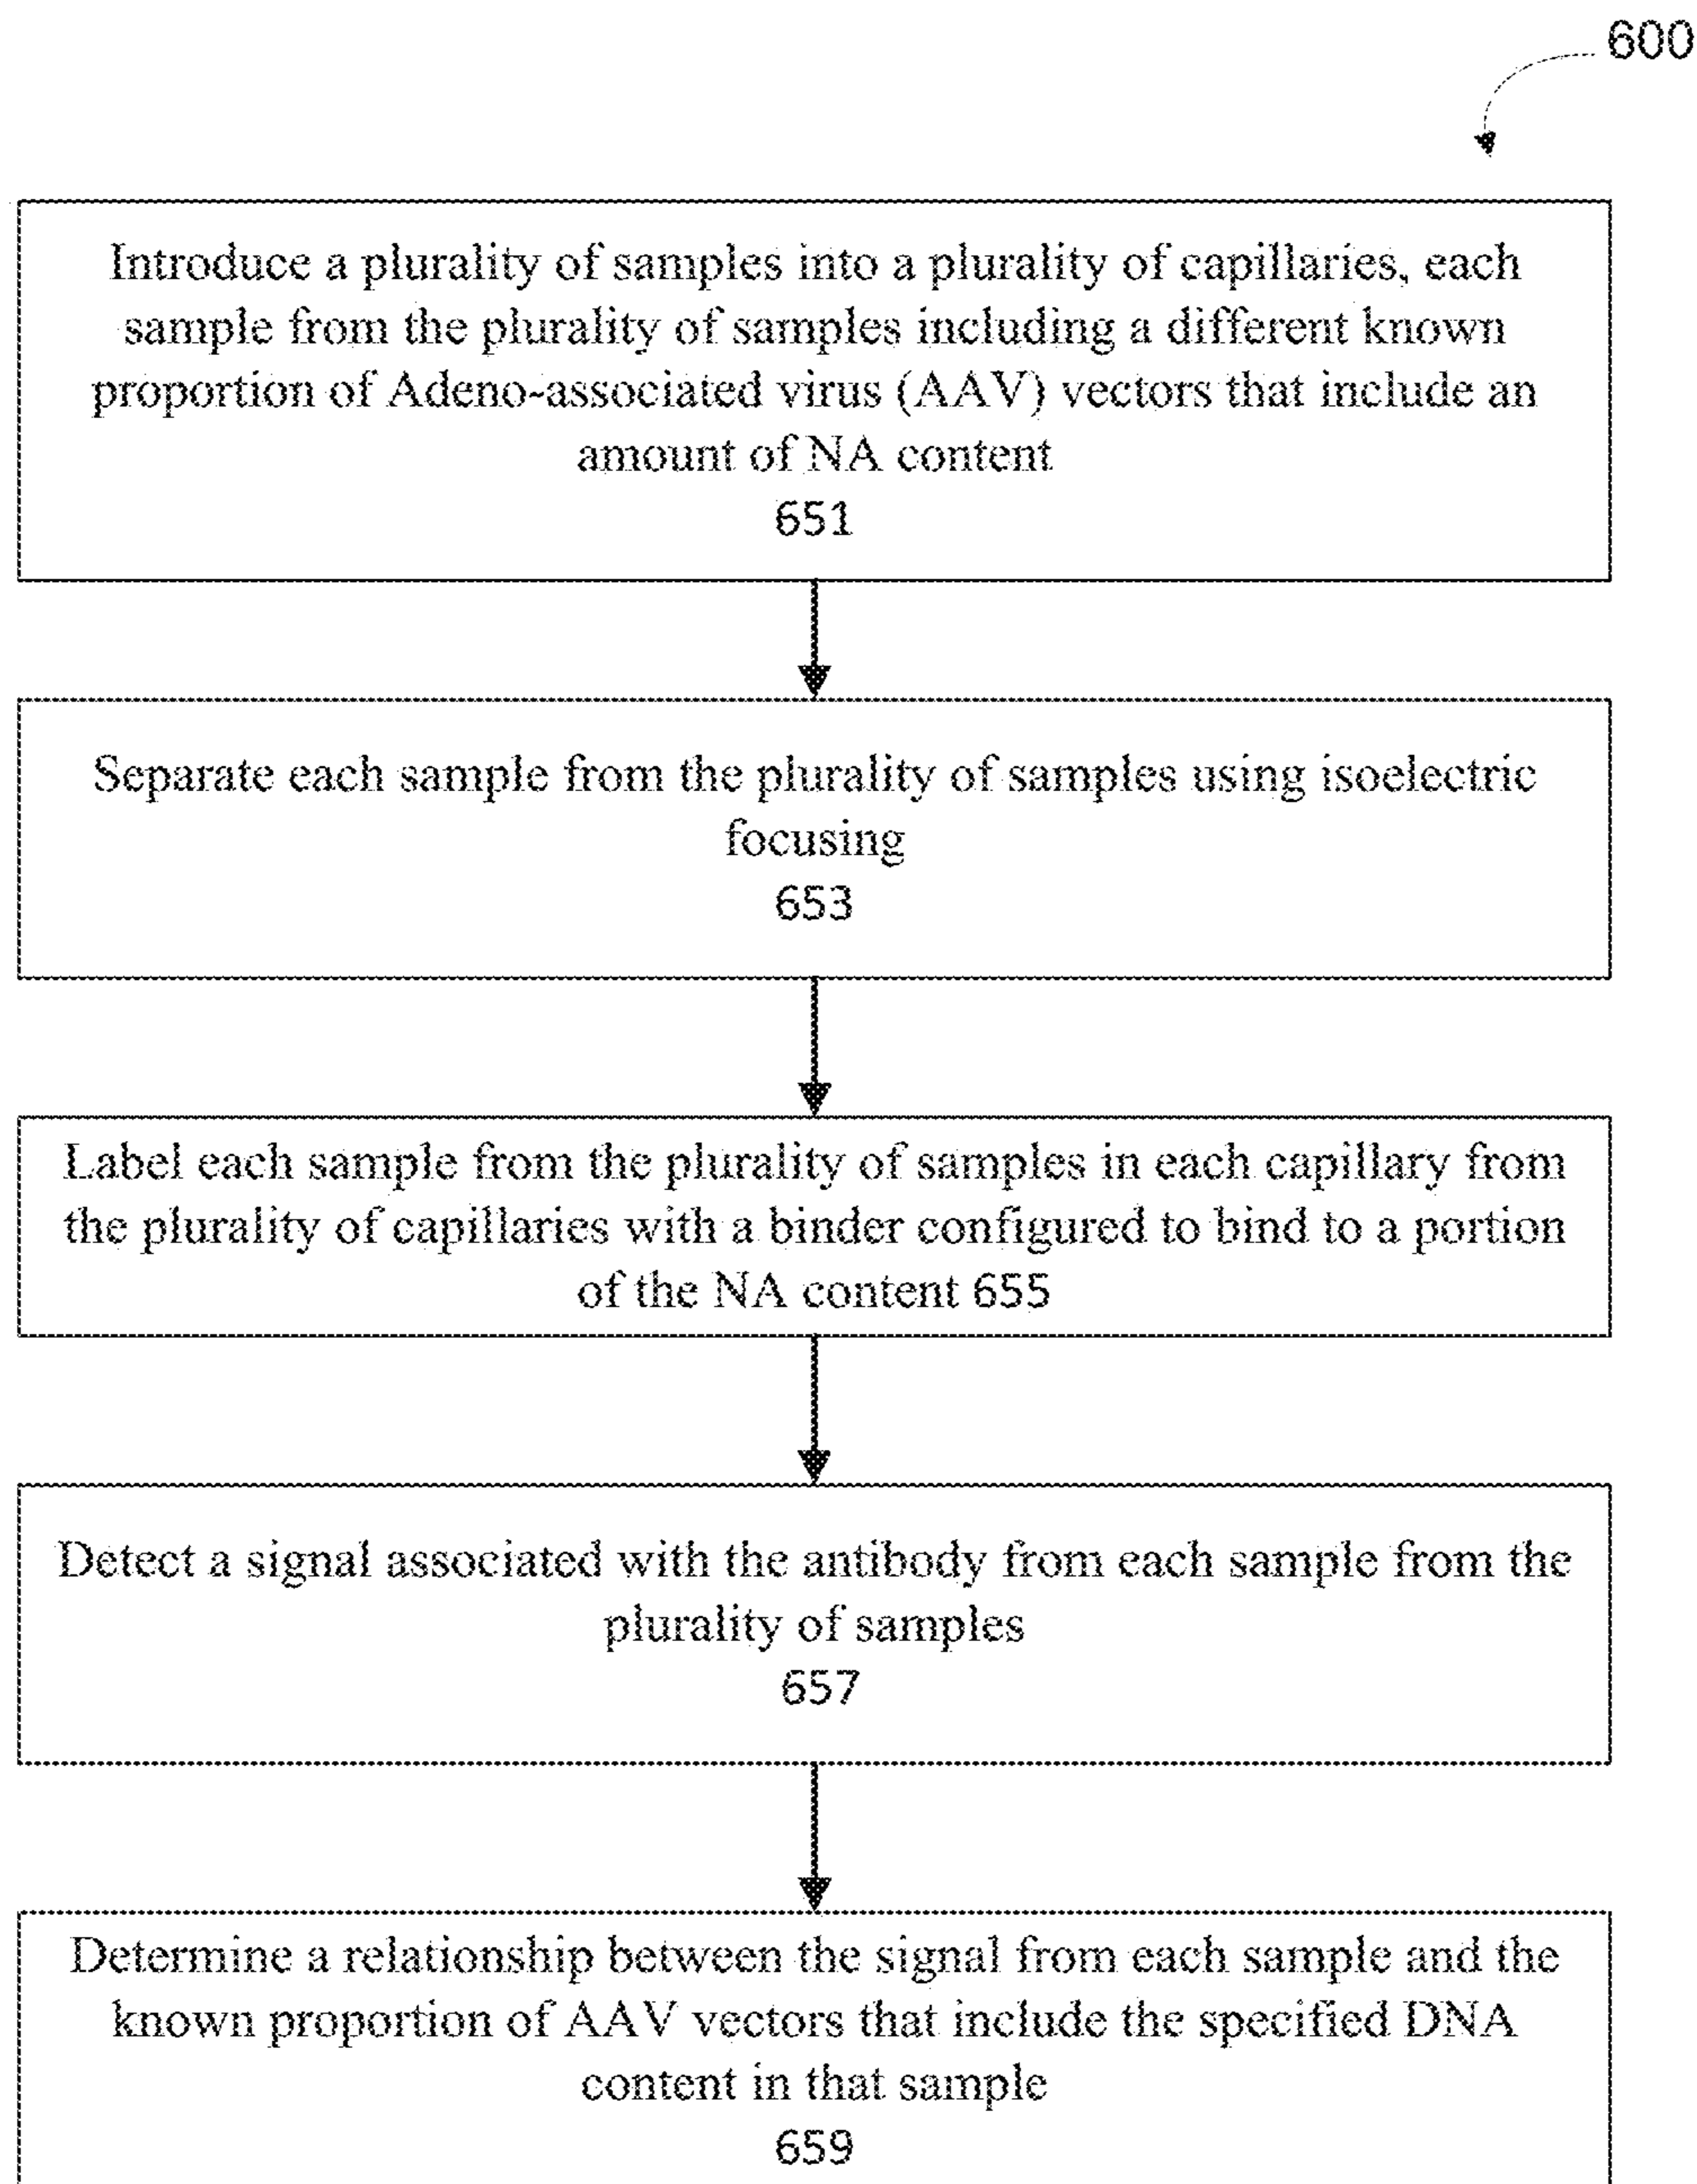 600
Introduce a plurality of samples into a plurality of capillaries, each
sample from the plurality of samples including a different known
proportion of Adeno-associated virus (AAV) vectors that include an
amount of NA content
651
Separate each sample from the plurality of samples using isoelectric
focusing
653
Label each sample from the plurality of samples in each capillary from
the plurality of capillaries with a binder configured to bind to a portion
of the NA content 655
Detect a signal associated with the antibody from each sample from the
plurality of samples
657
Determine a relationship between the signal from each sample and the
known proportion of AAV vectors that include the specified DNA
content in that sample
659